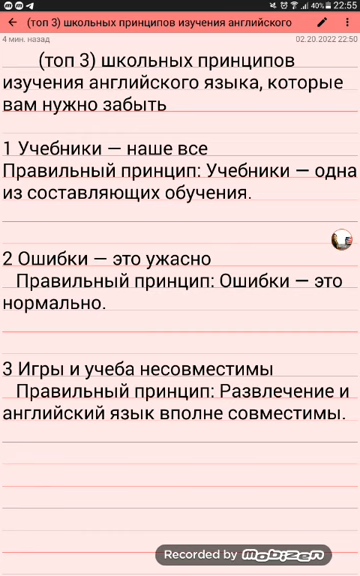 40% 22:55
(топ 3) школьных принципов изучения английского
4 мин. назад 02.20.2022 22:50
(топ 3) школьных принципов
изучения английского языка, которые
вам нужно забыть
1 Учебники — наше все
Правильный принцип: Учебники — одна
из составляющих обучения.
2 Ошибки — это ужасно
Правильный принцип: Ошибки — это
нормально.
3 Игры и учеба несовместимы
Правильный принцип: Развлечение и
английский язык вполне совместимы.
Recorded by mobizen